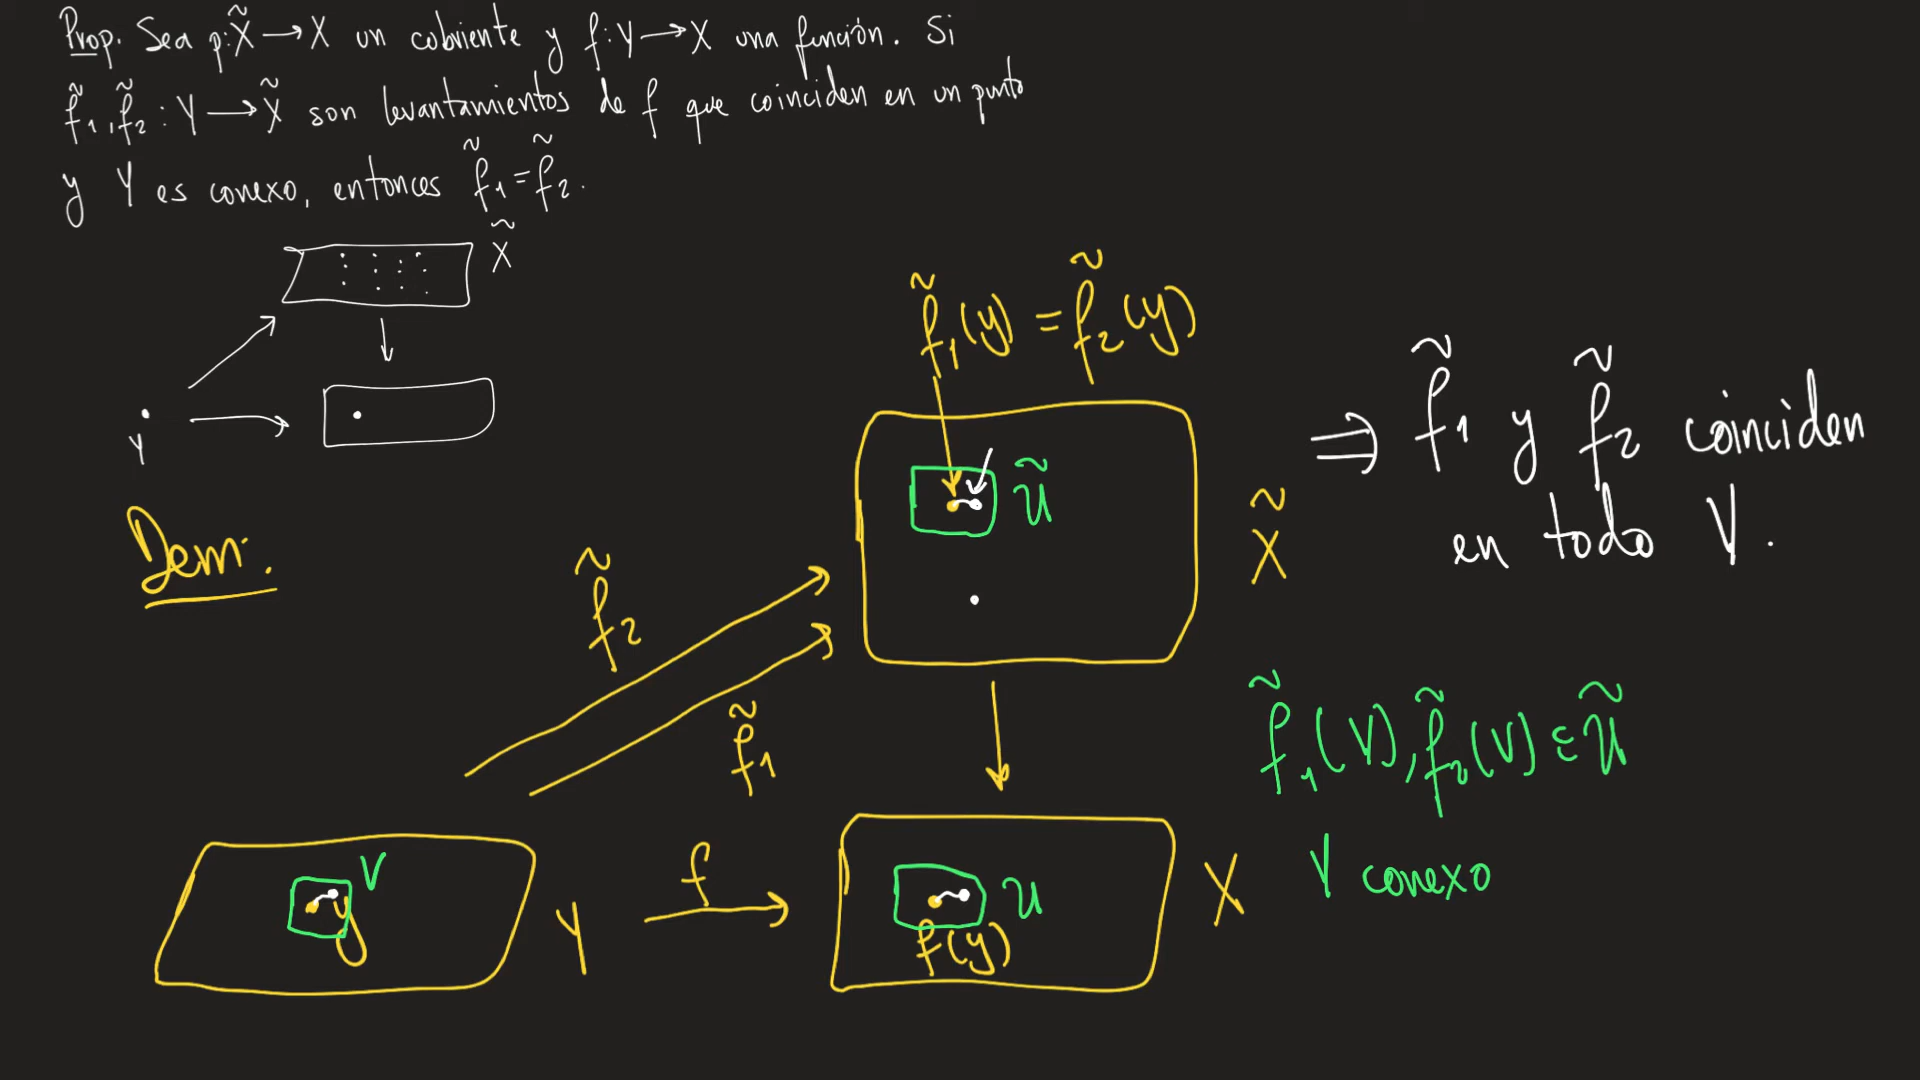 Prop. Sea p: X̃ → X un cubriente y f: Y → X una función. Si
f̃₁, f̃₂ : Y → X̃ son levantamientos de f que coinciden en un punto
y Y es conexo, entonces f̃₁ = f̃₂.
X̃
Y
Dem:
f̃₁(y) = f̃₂(y)
Ũ
X̃
⇒ f̃₁ y f̃₂ coinciden
en todo V.
f̃₂
f̃₁
f̃₁(V), f̃₂(V) ∈ Ũ
V conexo
V
y
Y
f
U
f(y)
X